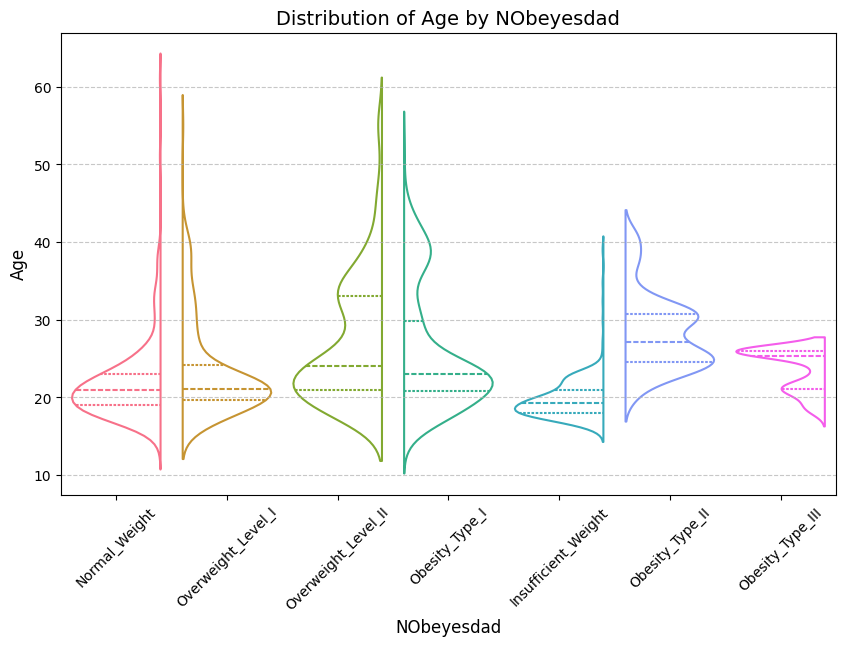 Distribution of Age by NObeyesdad
Age
60
50
40
30
20
10
Normal_Weight
Overweight_Level_I
Overweight_Level_II
Obesity_Type_I
Insufficient_Weight
Obesity_Type_II
Obesity_Type_III
NObeyesdad